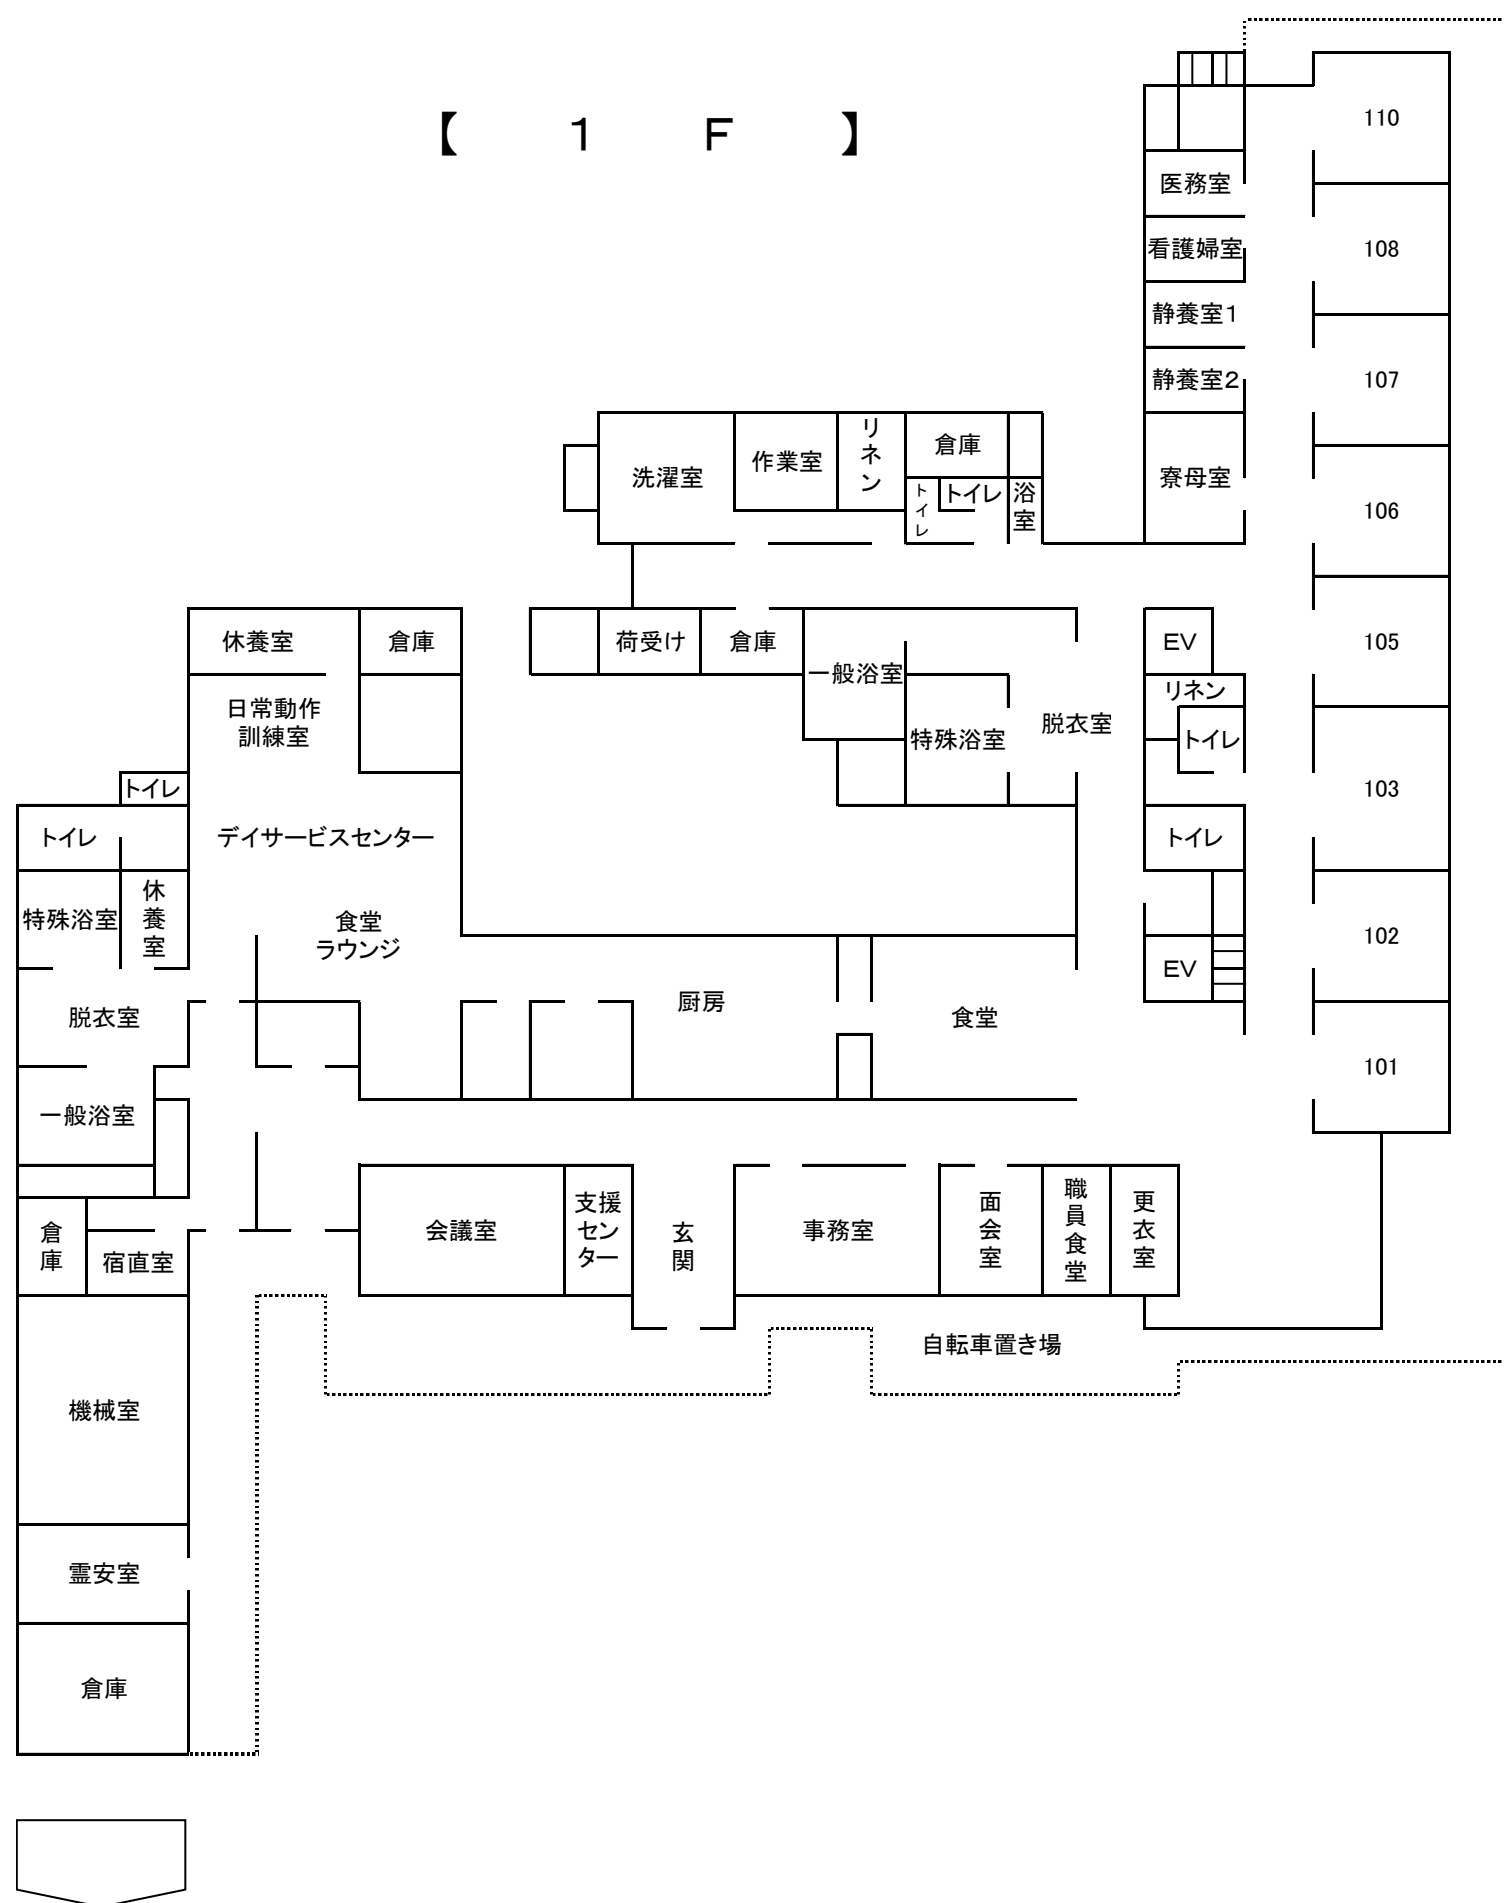 【　１　Ｆ　】
110
医務室
看護婦室
108
静養室1
静養室2
107
洗濯室
作業室
リネン
倉庫
トイレ
トイレ
浴室
寮母室
106
休養室
倉庫
荷受け
倉庫
一般浴室
EV
105
日常動作
訓練室
特殊浴室
脱衣室
リネン
トイレ
トイレ
103
トイレ
デイサービスセンター
トイレ
特殊浴室
休養室
食堂
ラウンジ
102
EV
脱衣室
厨房
食堂
101
一般浴室
倉庫
宿直室
会議室
支援
セン
ター
玄関
事務室
面会室
職員食堂
更衣室
自転車置き場
機械室
霊安室
倉庫